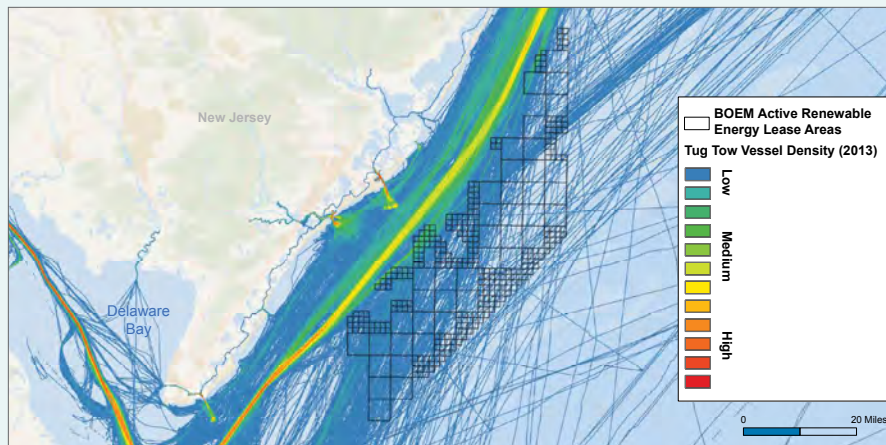 New Jersey
Delaware
Bay
BOEM Active Renewable
Energy Lease Areas
Tug Tow Vessel Density (2013)
Low
Medium
High
0
20 Miles